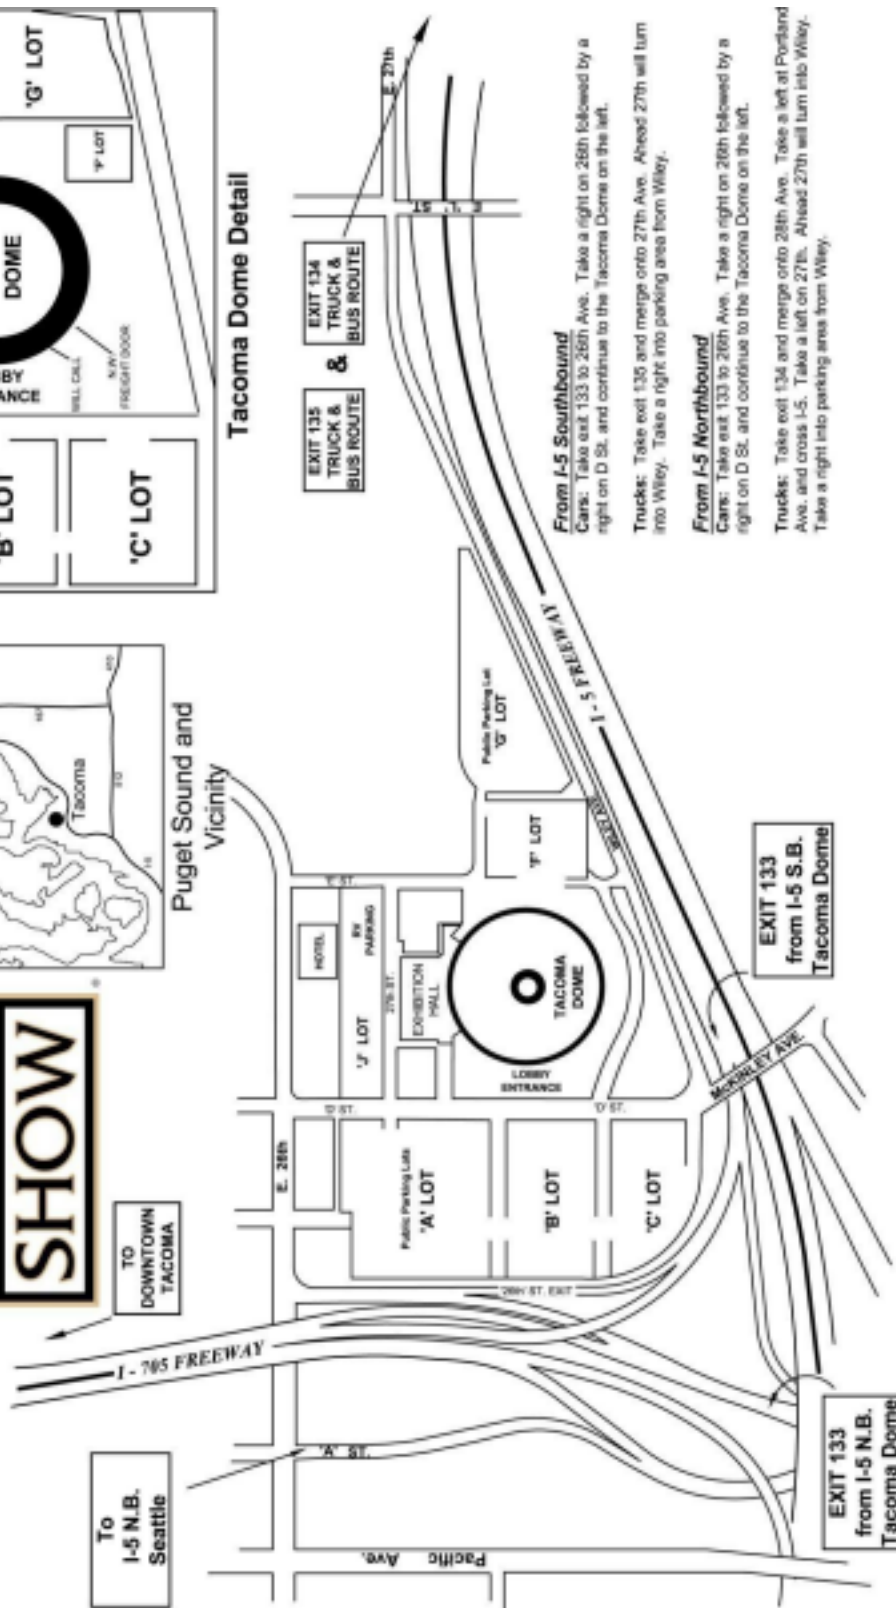 SHOW
®
TO
DOWNTOWN
TACOMA
To
I-5 N.B.
Seattle
Tacoma
Puget Sound and
Vicinity
'G' LOT
'F' LOT
DOME
WILL CALL
N.W.
FREIGHT DOOR
'B' LOT
'C' LOT
Tacoma Dome Detail
EXIT 135
TRUCK &
BUS ROUTE
&
EXIT 134
TRUCK &
BUS ROUTE
E. 27th
E. 'L' ST
I - 705 FREEWAY
'A' ST.
Pacific Ave.
E. 26th
'D' ST.
'E' ST.
HOTEL
RV
PARKING
'J' LOT
27th ST.
EXHIBITION
HALL
TACOMA
DOME
LOBBY
ENTRANCE
'D' ST.
Public Parking Lots
'A' LOT
'B' LOT
'C' LOT
26th ST. EXIT
Public Parking Lot
'G' LOT
'F' LOT
WILEY AVE
I - 5 FREEWAY
McKINLEY AVE.
EXIT 133
from I-5 S.B.
Tacoma Dome
EXIT 133
from I-5 N.B.
Tacoma Dome
From I-5 Southbound
Cars: Take exit 133 to 26th Ave. Take a right on 26th followed by a
right on D St. and continue to the Tacoma Dome on the left.
Trucks: Take exit 135 and merge onto 27th Ave. Ahead 27th will turn
into Wiley. Take a right into parking area from Wiley.
From I-5 Northbound
Cars: Take exit 133 to 26th Ave. Take a right on 26th followed by a
right on D St. and continue to the Tacoma Dome on the left.
Trucks: Take exit 134 and merge onto 28th Ave. Take a left at Portland
Ave. and cross I-5. Take a left on 27th. Ahead 27th will turn into Wiley.
Take a right into parking area from Wiley.